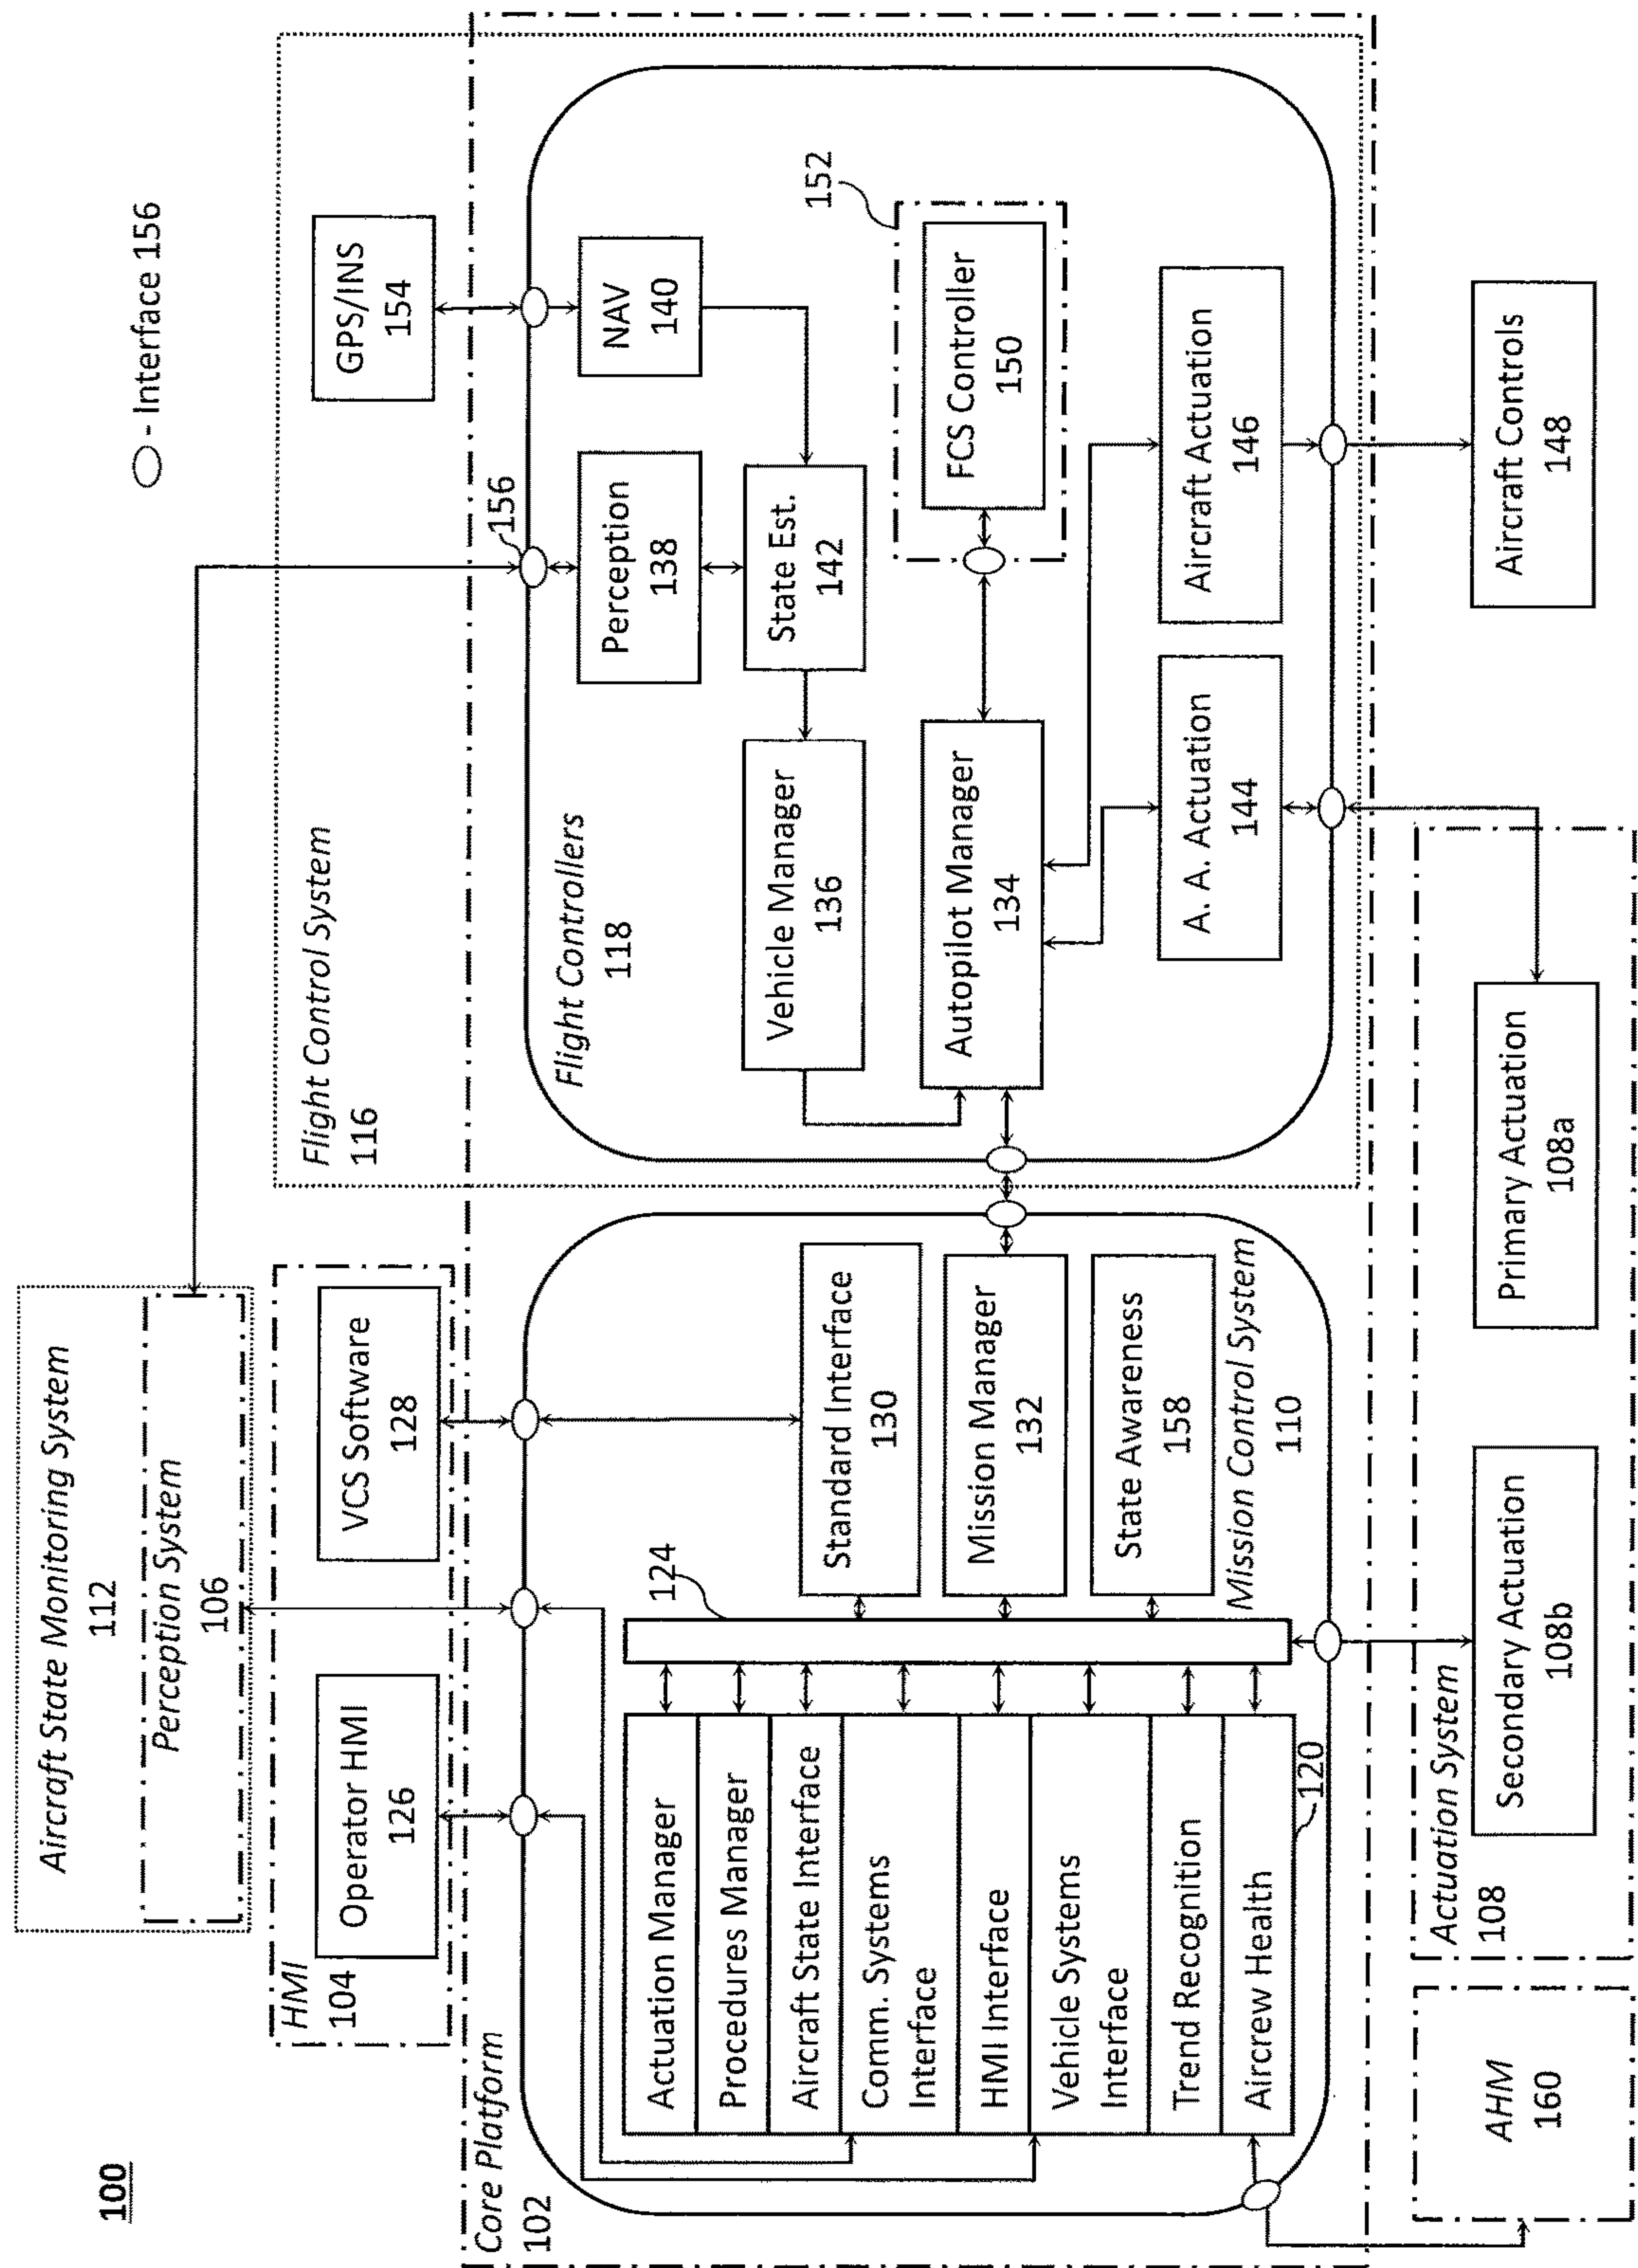 100
Aircraft State Monitoring System
112
Perception System
106
- Interface 156
HMI
104
Operator HMI
126
VCS Software
128
Flight Control System
116
GPS/INS
154
Core Platform
102
Actuation Manager
Procedures Manager
Aircraft State Interface
Comm. Systems
Interface
HMI Interface
Vehicle Systems
Interface
Trend Recognition
Aircrew Health
120
124
Standard Interface
130
Mission Manager
132
State Awareness
158
Mission Control System
110
Flight Controllers
118
156
Perception
138
NAV
140
State Est.
142
Vehicle Manager
136
152
Autopilot Manager
134
FCS Controller
150
A. A. Actuation
144
Aircraft Actuation
146
AHM
160
Actuation System
108
Secondary Actuation
108b
Primary Actuation
108a
Aircraft Controls
148